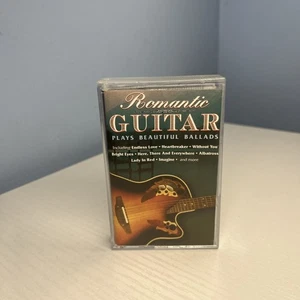 Romantic
GUITAR
PLAYS BEAUTIFUL BALLADS
Including Endless Love • Heartbreaker • Without You
Bright Eyes • Here, There And Everywhere • Albatross
Lady in Red • Imagine • and more